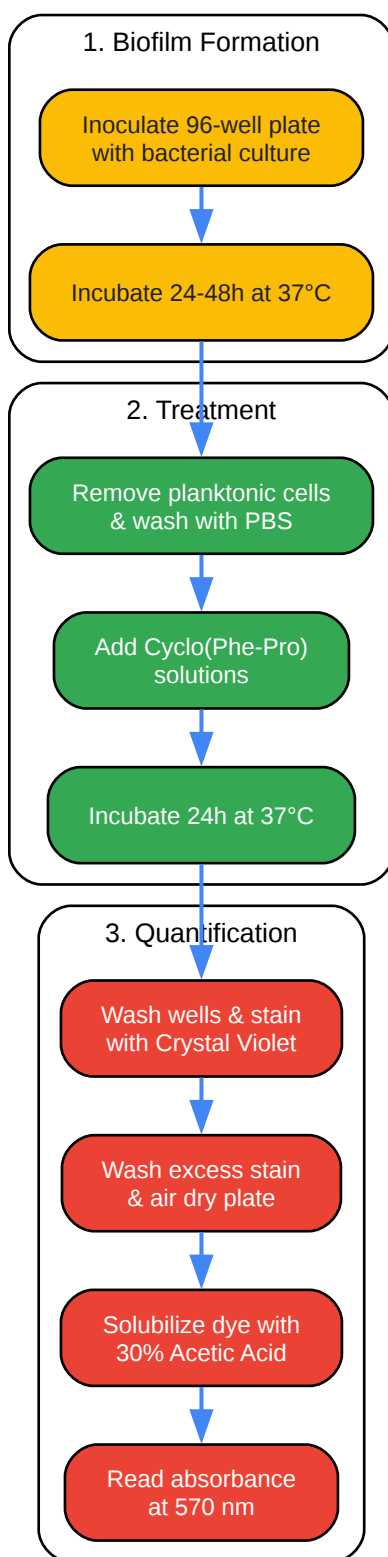 1. Biofilm Formation
Inoculate 96-well plate
with bacterial culture
Incubate 24-48h at 37°C
2. Treatment
Remove planktonic cells
& wash with PBS
Add Cyclo(Phe-Pro)
solutions
Incubate 24h at 37°C
3. Quantification
Wash wells & stain
with Crystal Violet
Wash excess stain
& air dry plate
Solubilize dye with
30% Acetic Acid
Read absorbance
at 570 nm